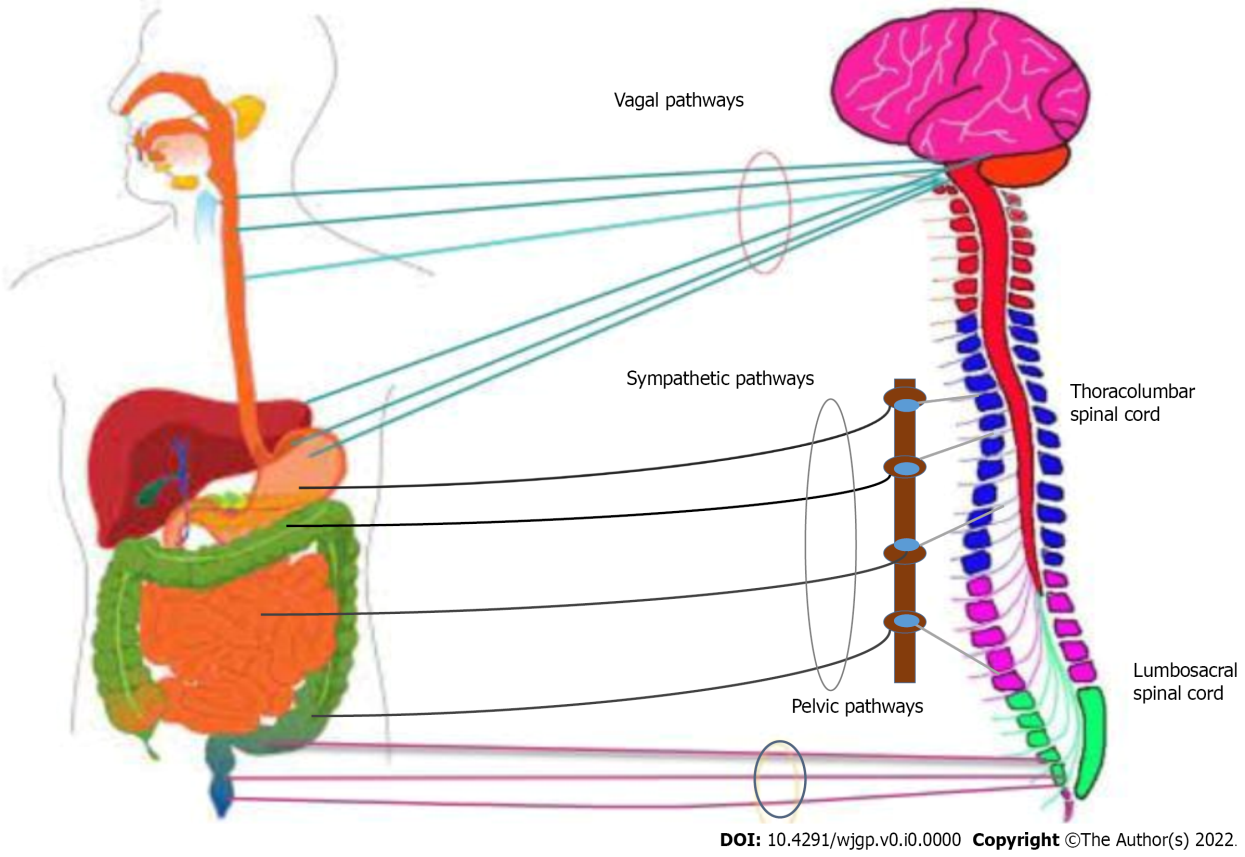 Vagal pathways
Sympathetic pathways
Thoracolumbar
spinal cord
Lumbosacral
spinal cord
Pelvic pathways
DOI: 10.4291/wjgp.v0.i0.0000 Copyright ©The Author(s) 2022.